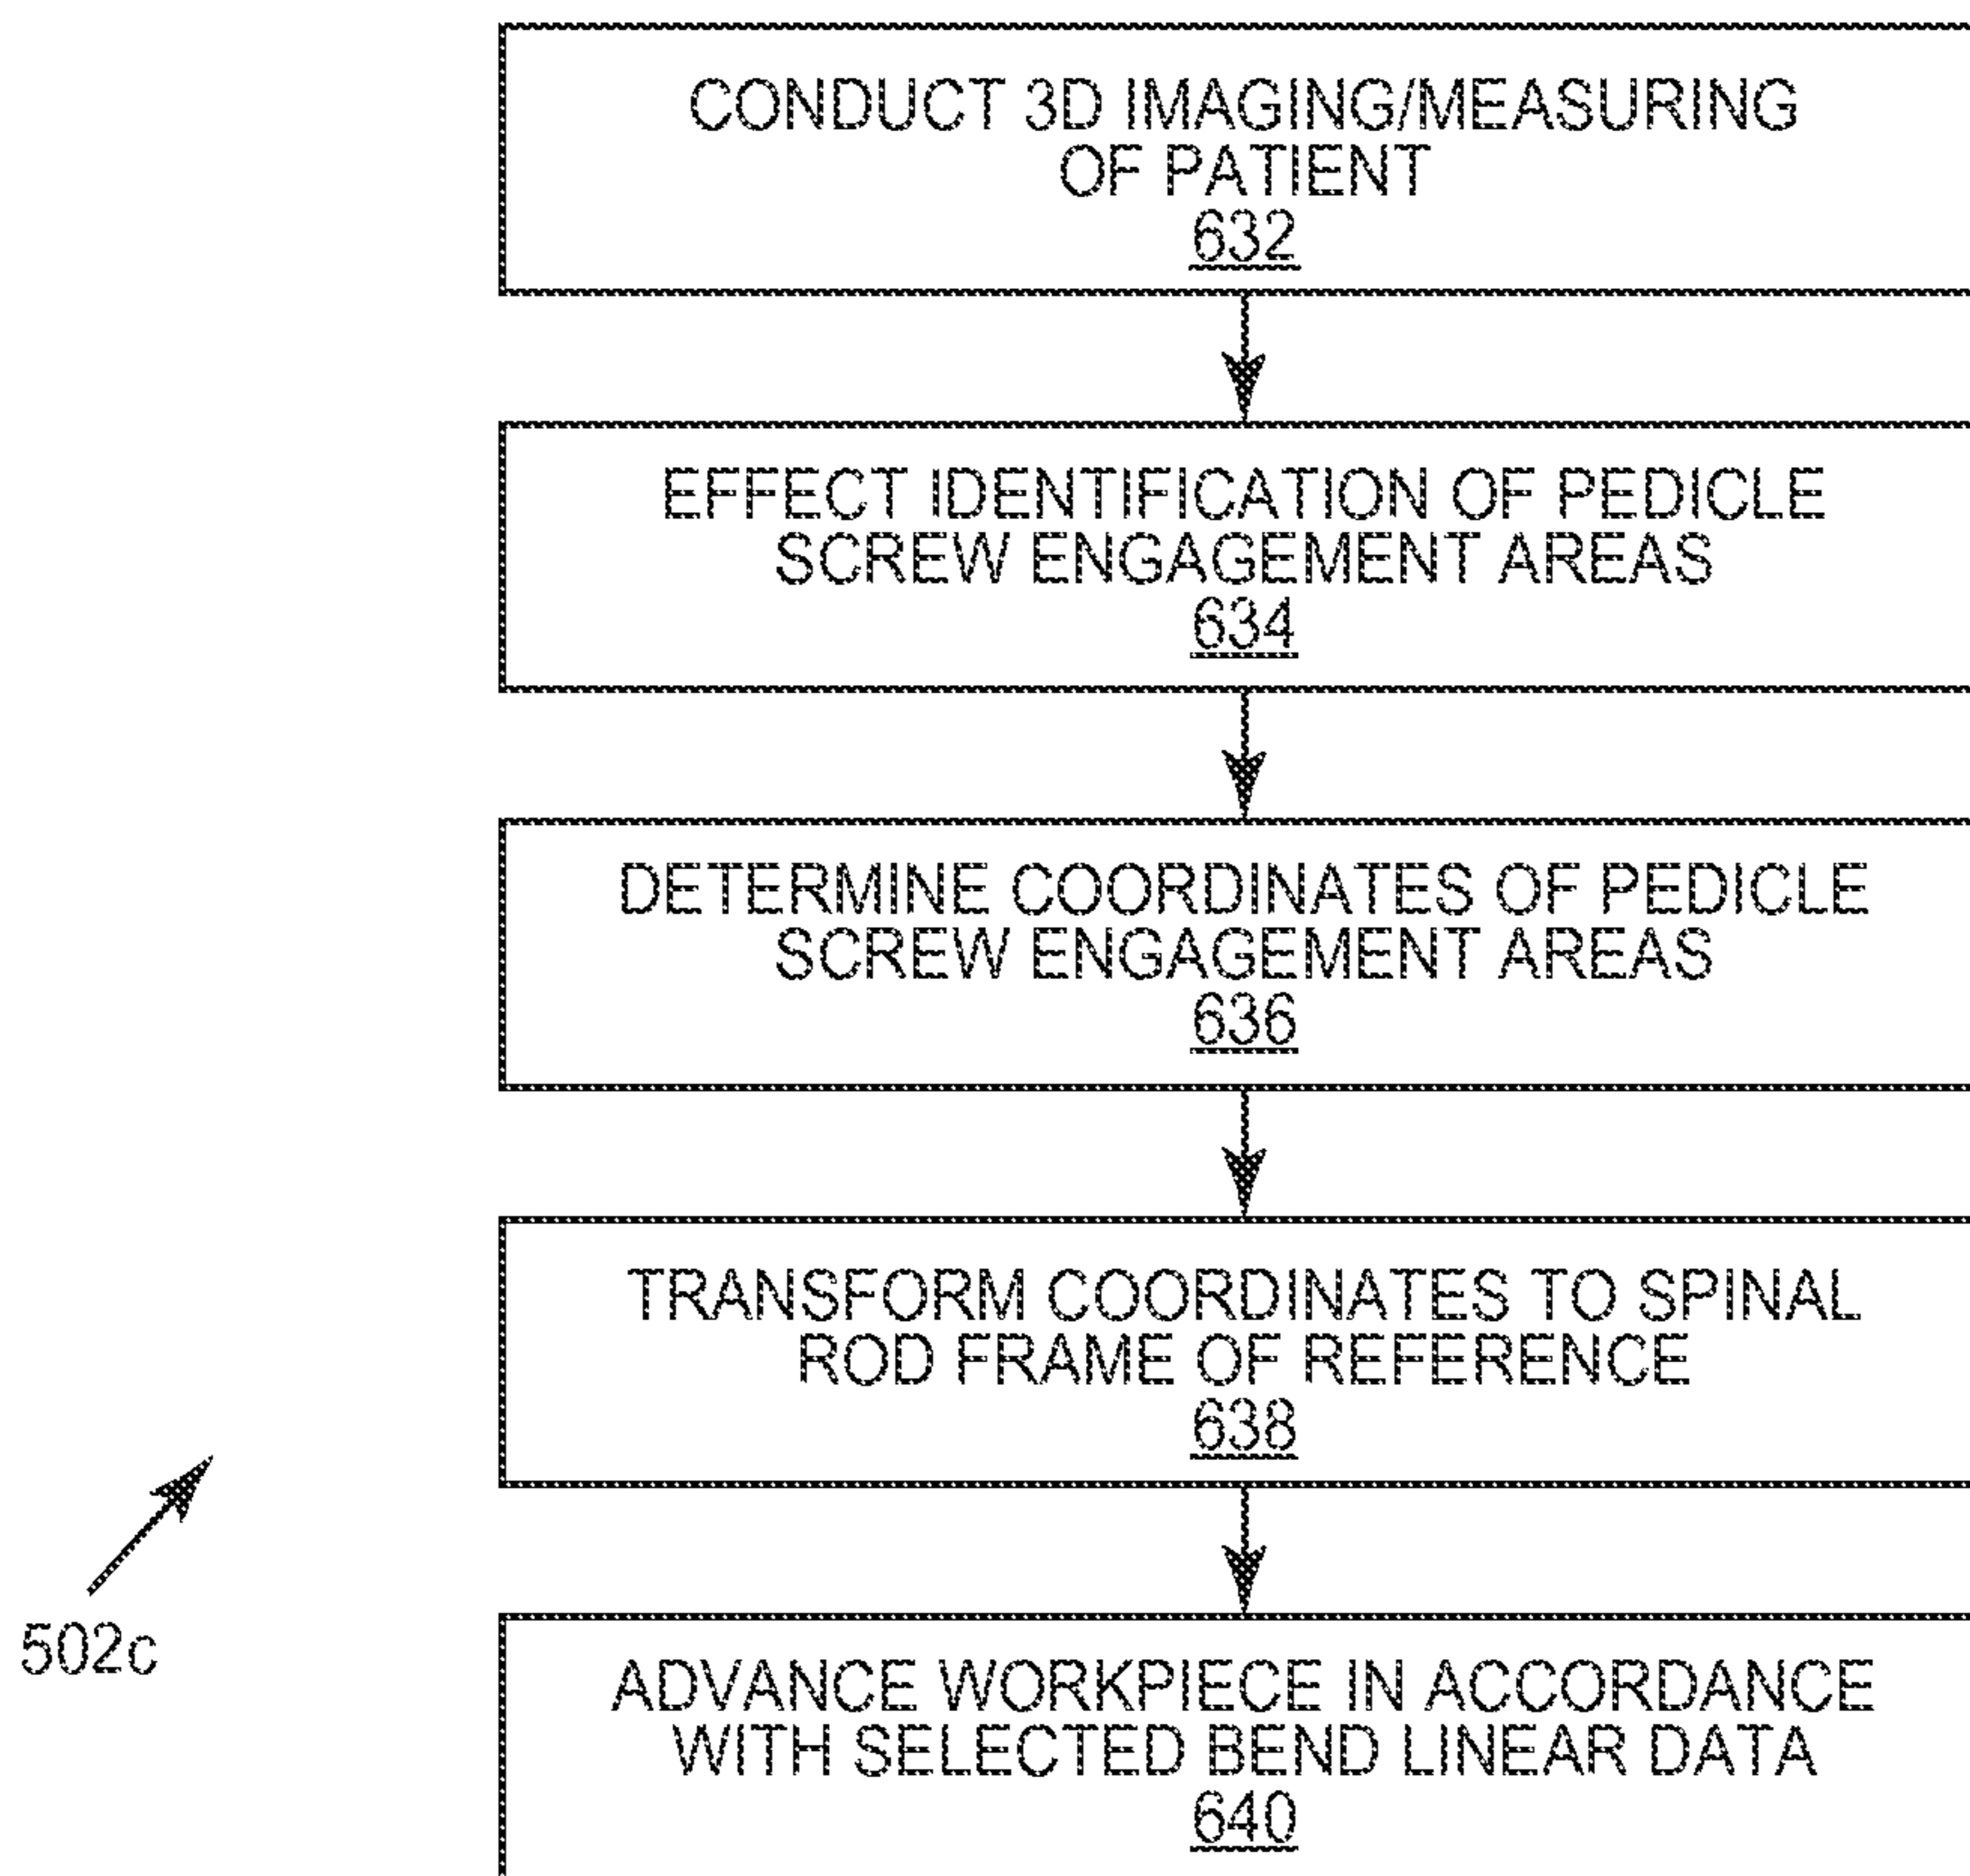 CONDUCT 3D IMAGING/MEASURING
OF PATIENT
632
EFFECT IDENTIFICATION OF PEDICLE
SCREW ENGAGEMENT AREAS
634
DETERMINE COORDINATES OF PEDICLE
SCREW ENGAGEMENT AREAS
636
TRANSFORM COORDINATES TO SPINAL
ROD FRAME OF REFERENCE
638
502c
ADVANCE WORKPIECE IN ACCORDANCE
WITH SELECTED BEND LINEAR DATA
640